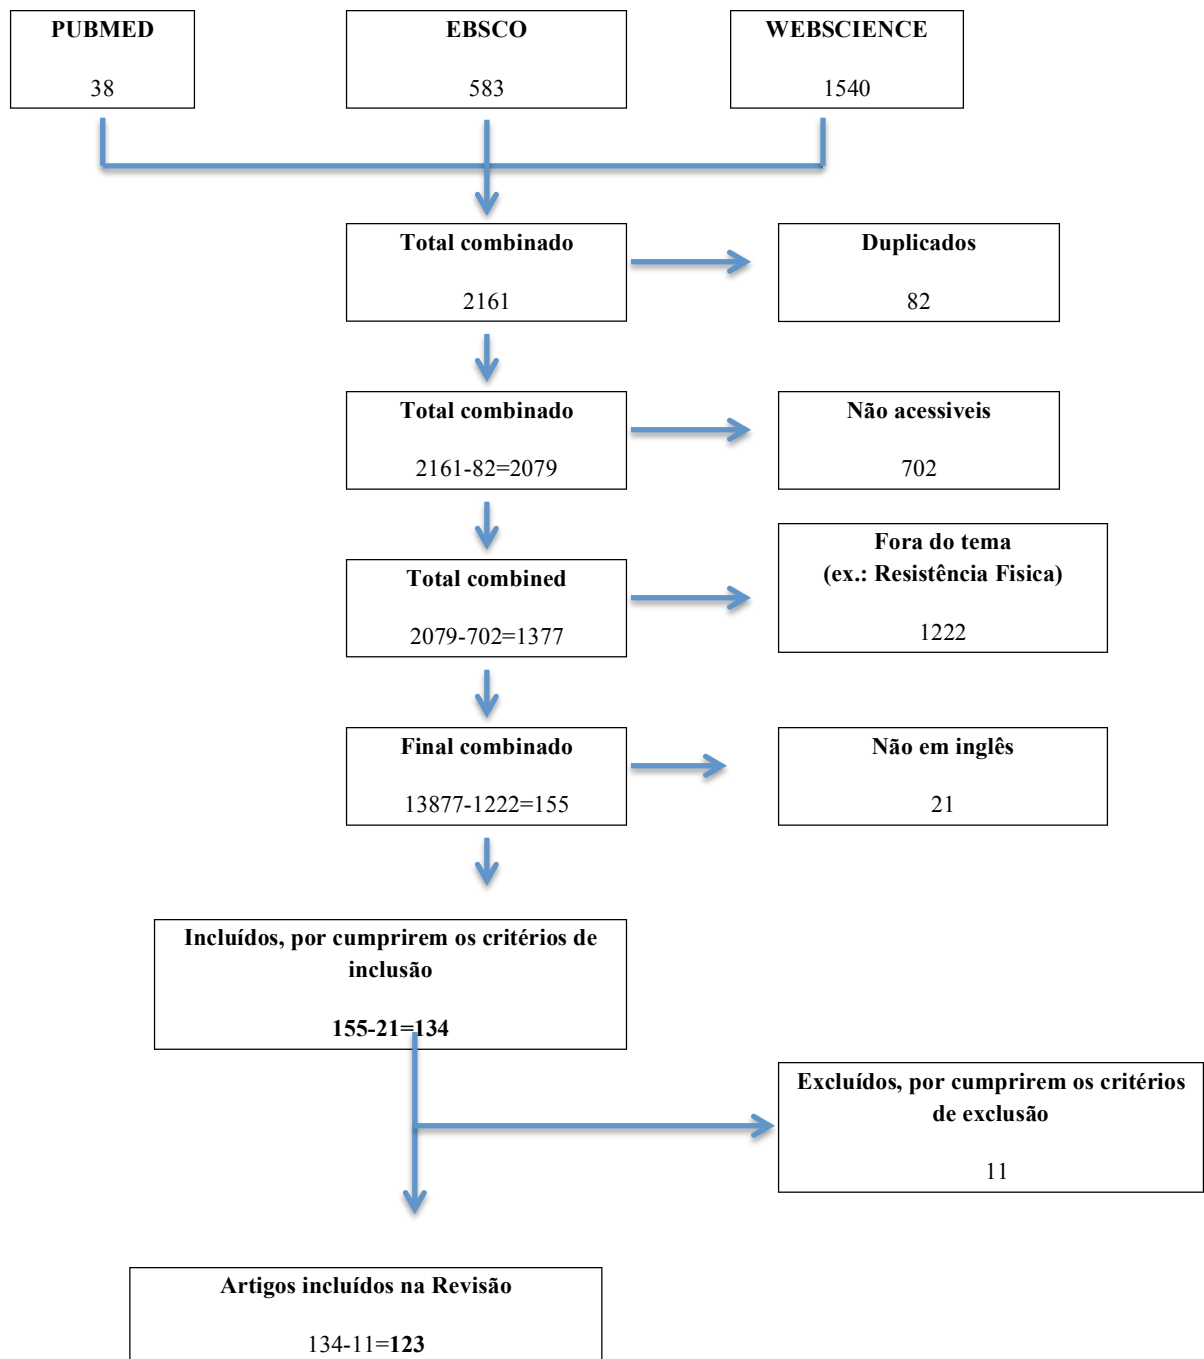 PUBMED
38
EBSCO
583
WEBSCIENCE
1540
Total combinado
2161
Duplicados
82
Total combinado
2161-82=2079
Não acessiveis
702
Total combined
2079-702=1377
Fora do tema
(ex.: Resistência Fisica)
1222
Final combinado
13877-1222=155
Não em inglês
21
Incluídos, por cumprirem os critérios de
inclusão
155-21=134
Excluídos, por cumprirem os critérios
de exclusão
11
Artigos incluídos na Revisão
134-11=123